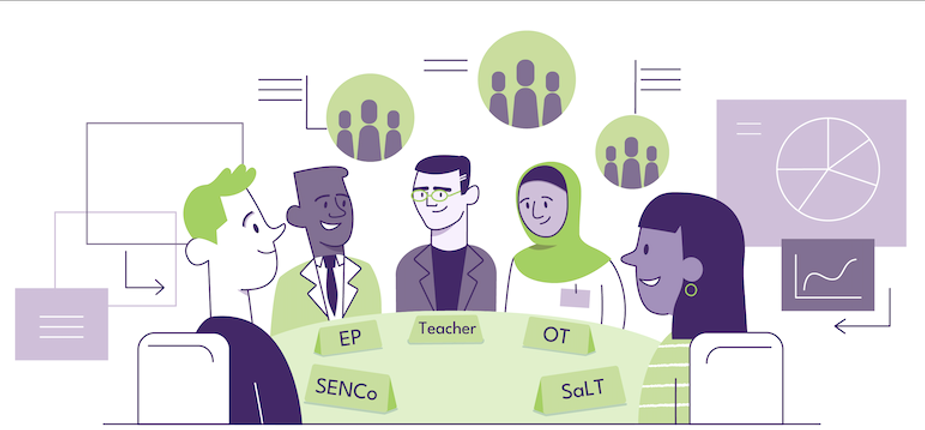 EP
Teacher
OT
SENCo
SaLT